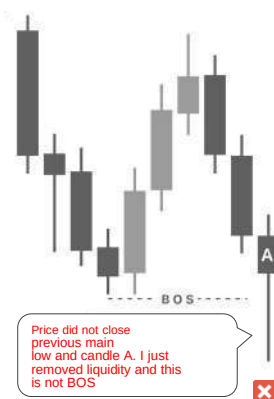 A
BOS
Price did not close
previous main
low and candle A. I just
removed liquidity and this
is not BOS